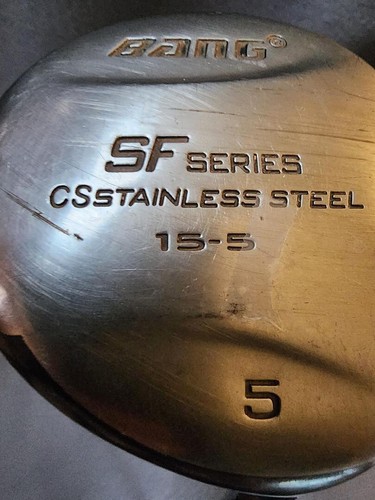 BANG©
SF SERIES
CSSTAINLESS STEEL
15-5
5